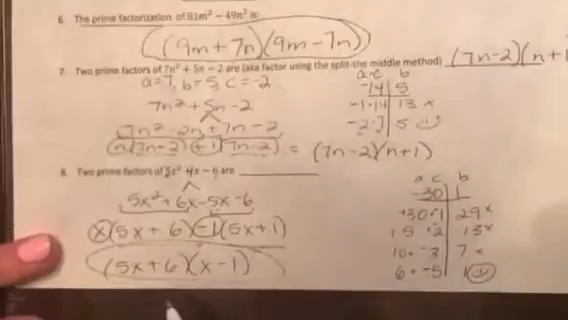 6. The prime factorization of 81m² - 49n² is:
((9m+7n)(9m-7n))
7. Two prime factors of 7n² + 5n - 2 are (aka factor using the split-the middle method) (7n-2)(n+1
a=7, b=5, c=-2
a·c b
-14 5
7n² + 5n - 2
-1·14 13 x
7n² - 2n + 7n - 2
-2·7 5
n(7n-2)+1(7n-2) = (7n-2)(n+1)
8. Two prime factors of 5x² + x - 6 are
a c b
-30 1
5x² + 6x - 5x - 6
30·-1 29 x
x(5x+6) -1(5x+1)
15·-2 13 x
10·-3 7 x
(5x+6)(x-1)
6·-5 1